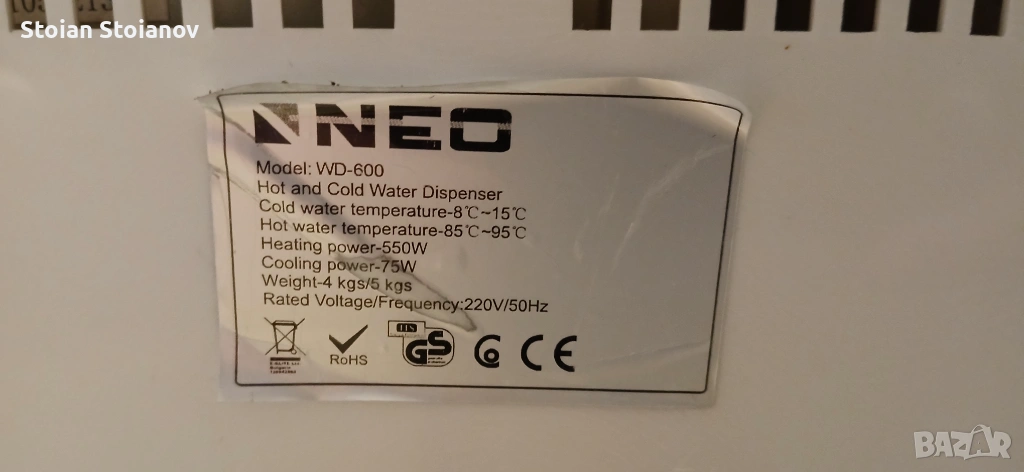 Stoian Stoianov
NEO
Model: WD-600
Hot and Cold Water Dispenser
Cold water temperature-8℃~15℃
Hot water temperature-85℃~95℃
Heating power-550W
Cooling power-75W
Weight-4 kgs/5 kgs
Rated Voltage/Frequency:220V/50Hz
RoHS
GS
CE
BAZAR